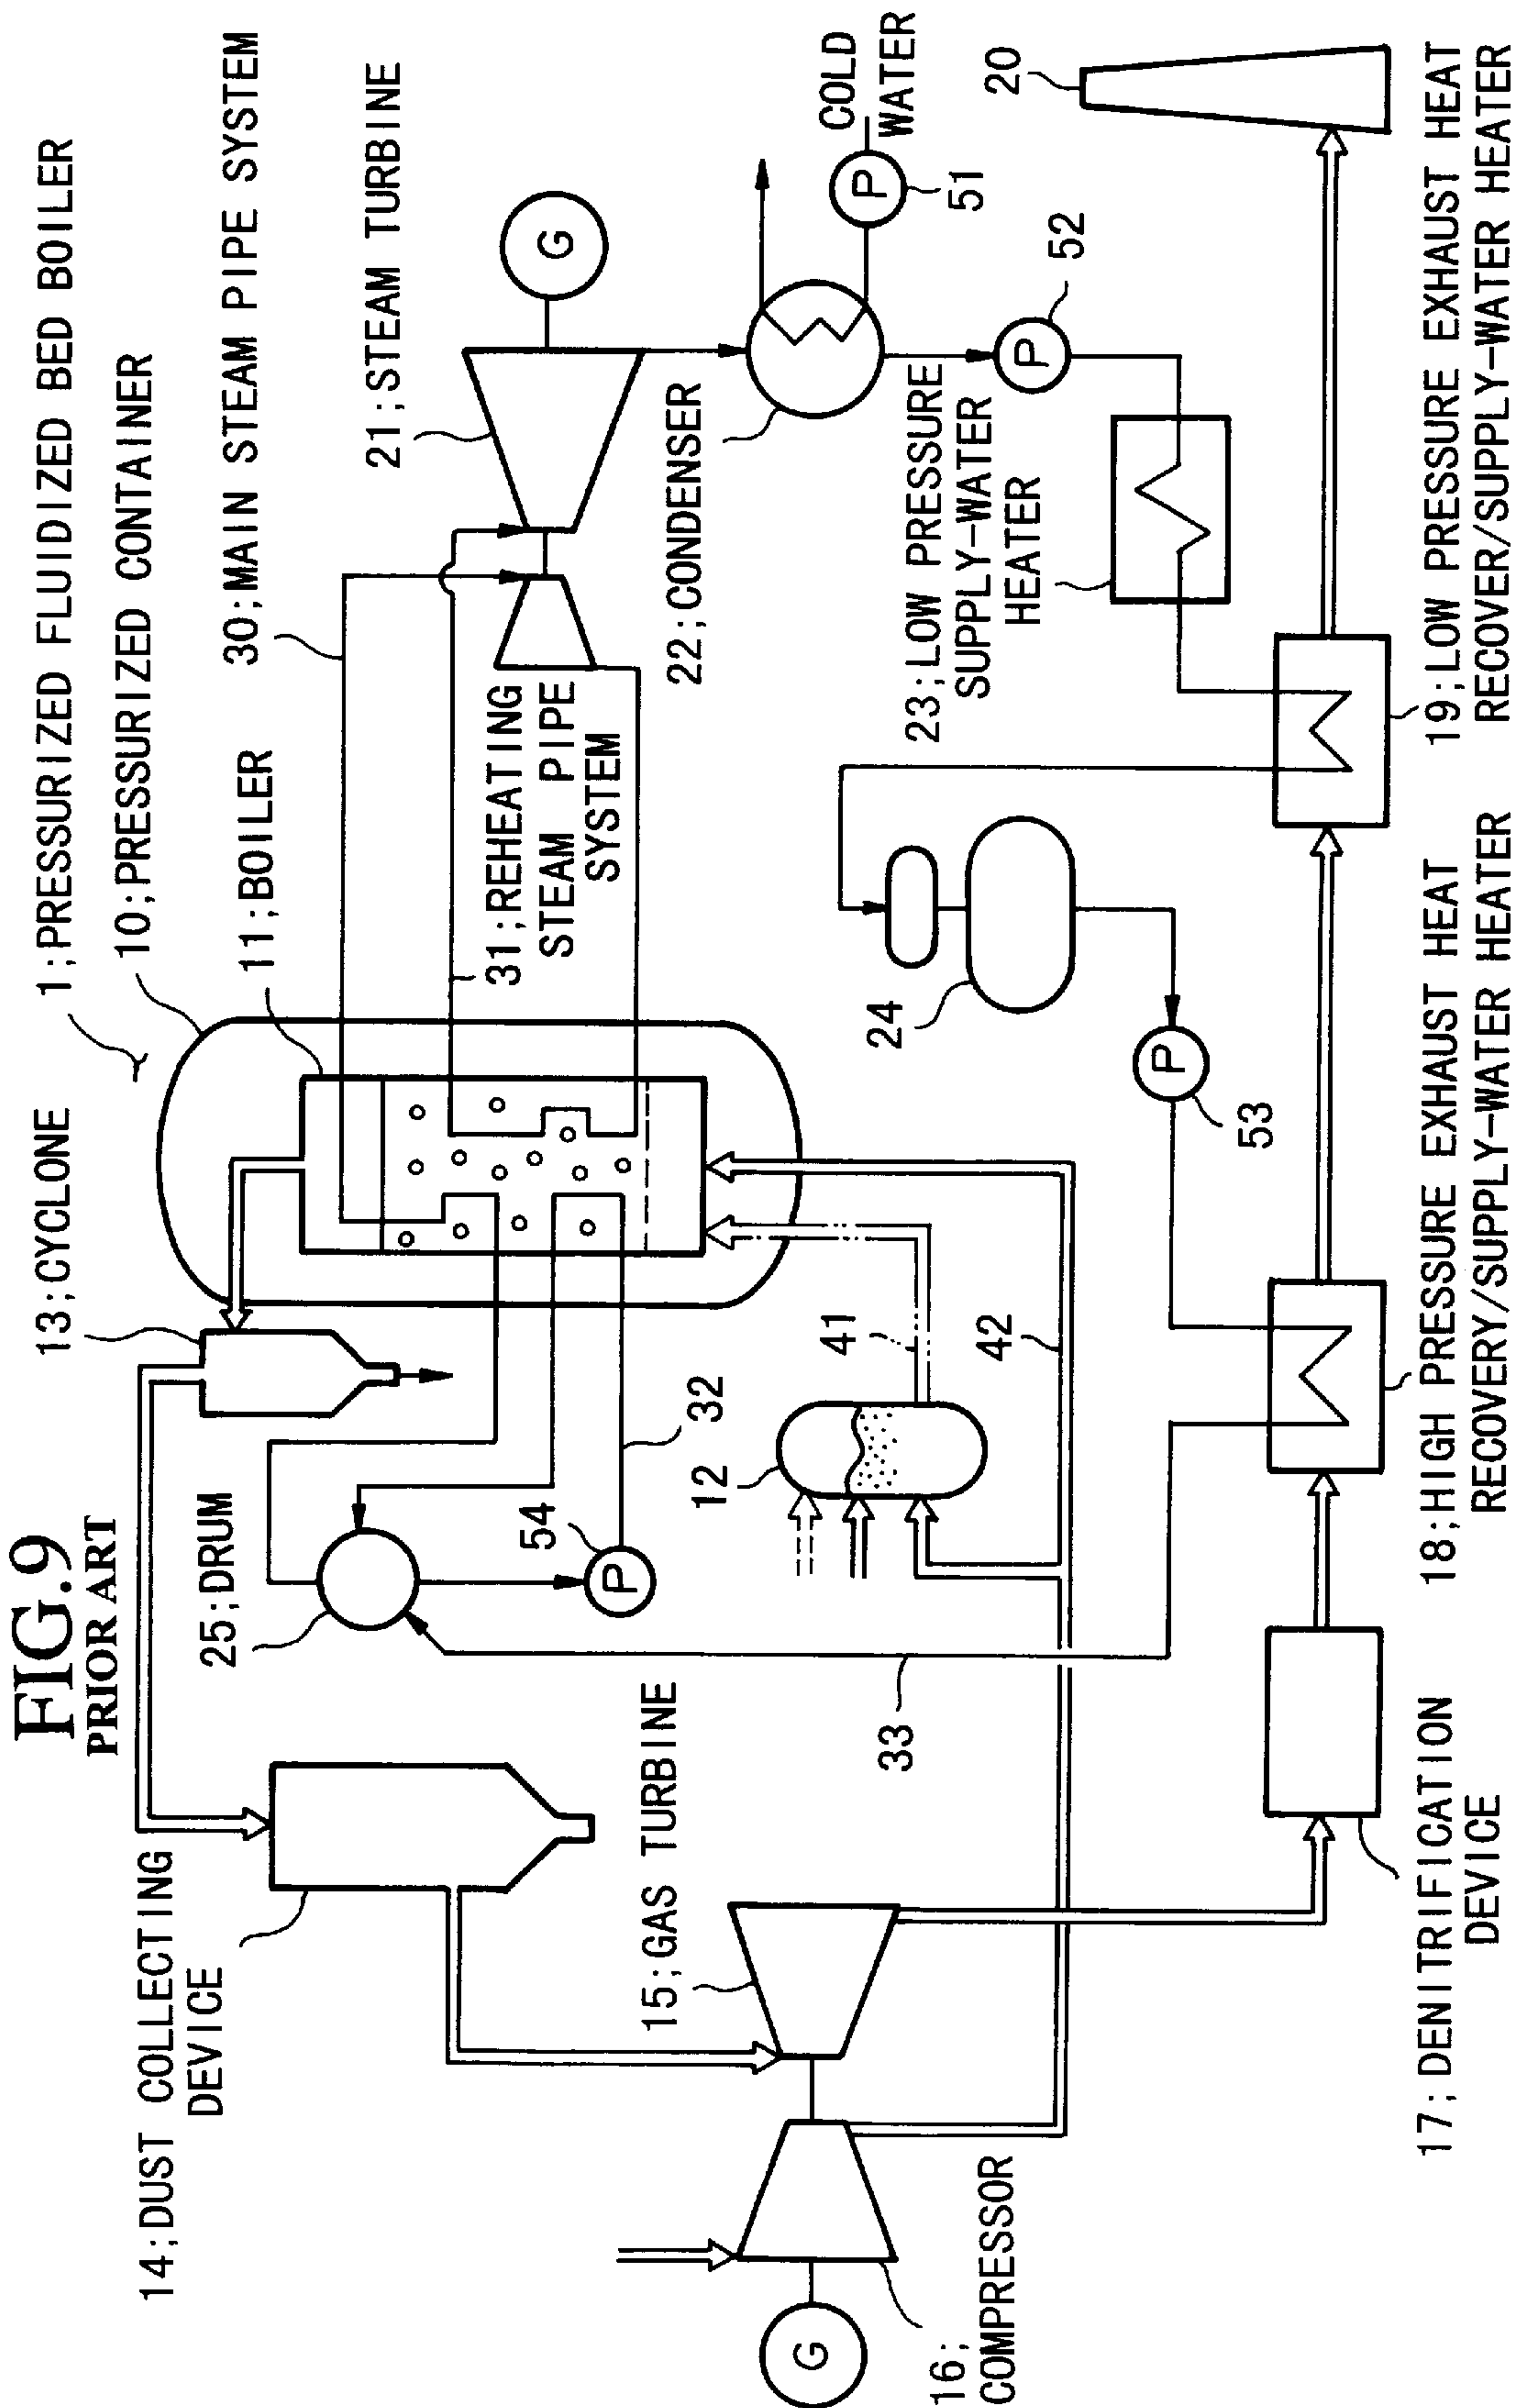 FIG.9
PRIOR ART
1;PRESSURIZED FLUIDIZED BED BOILER
10;PRESSURIZED CONTAINER
11;BOILER
13;CYCLONE
30;MAIN STEAM PIPE SYSTEM
21;STEAM TURBINE
G
14;DUST COLLECTING
DEVICE
25;DRUM
54
P
32
31;REHEATING
STEAM PIPE
SYSTEM
22;CONDENSER
COLD
WATER
P
51
P
52
23;LOW PRESSURE
SUPPLY-WATER
HEATER
15;GAS TURBINE
12
41
42
24
20
G
16;
COMPRESSOR
33
P
53
17;DENITRIFICATION
DEVICE
18;HIGH PRESSURE EXHAUST HEAT
RECOVERY/SUPPLY-WATER HEATER
19;LOW PRESSURE EXHAUST HEAT
RECOVER/SUPPLY-WATER HEATER